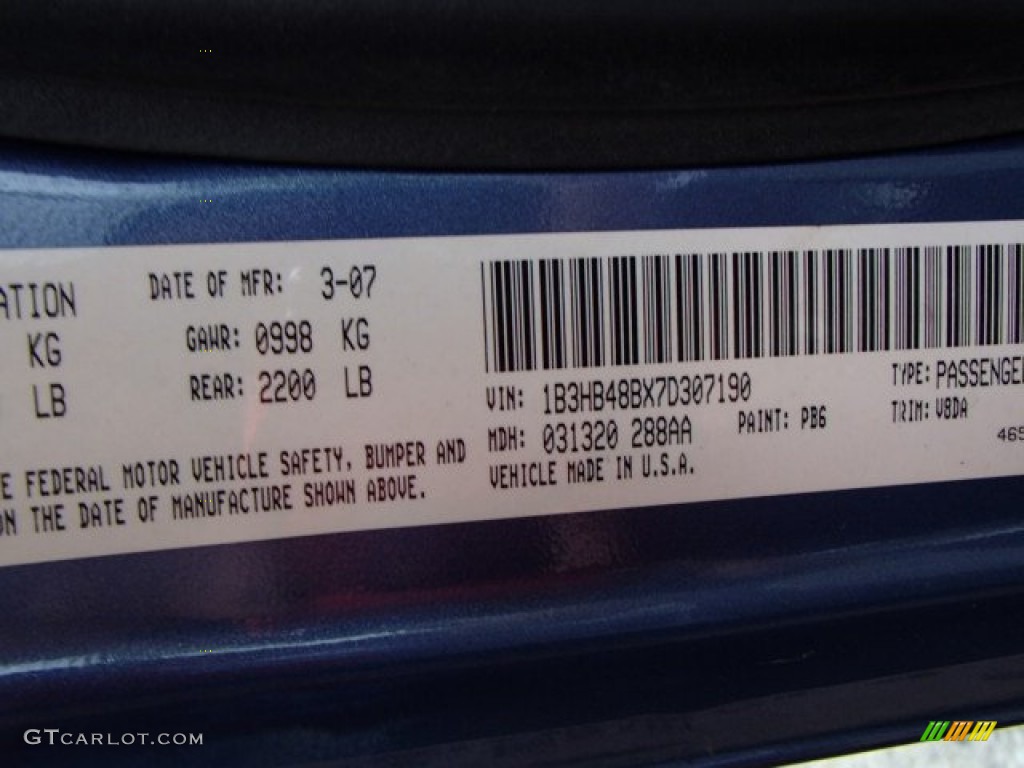 ATION DATE OF MFR: 3-07
KG GAWR: 0998 KG
LB REAR: 2200 LB
E FEDERAL MOTOR VEHICLE SAFETY, BUMPER AND
ON THE DATE OF MANUFACTURE SHOWN ABOVE.
VIN: 1B3HB48BX7D307190 TYPE: PASSENGER
MDH: 031320 288AA PAINT: PB6 TRIM: V8DA
VEHICLE MADE IN U.S.A. 465
GTCARLOT.COM